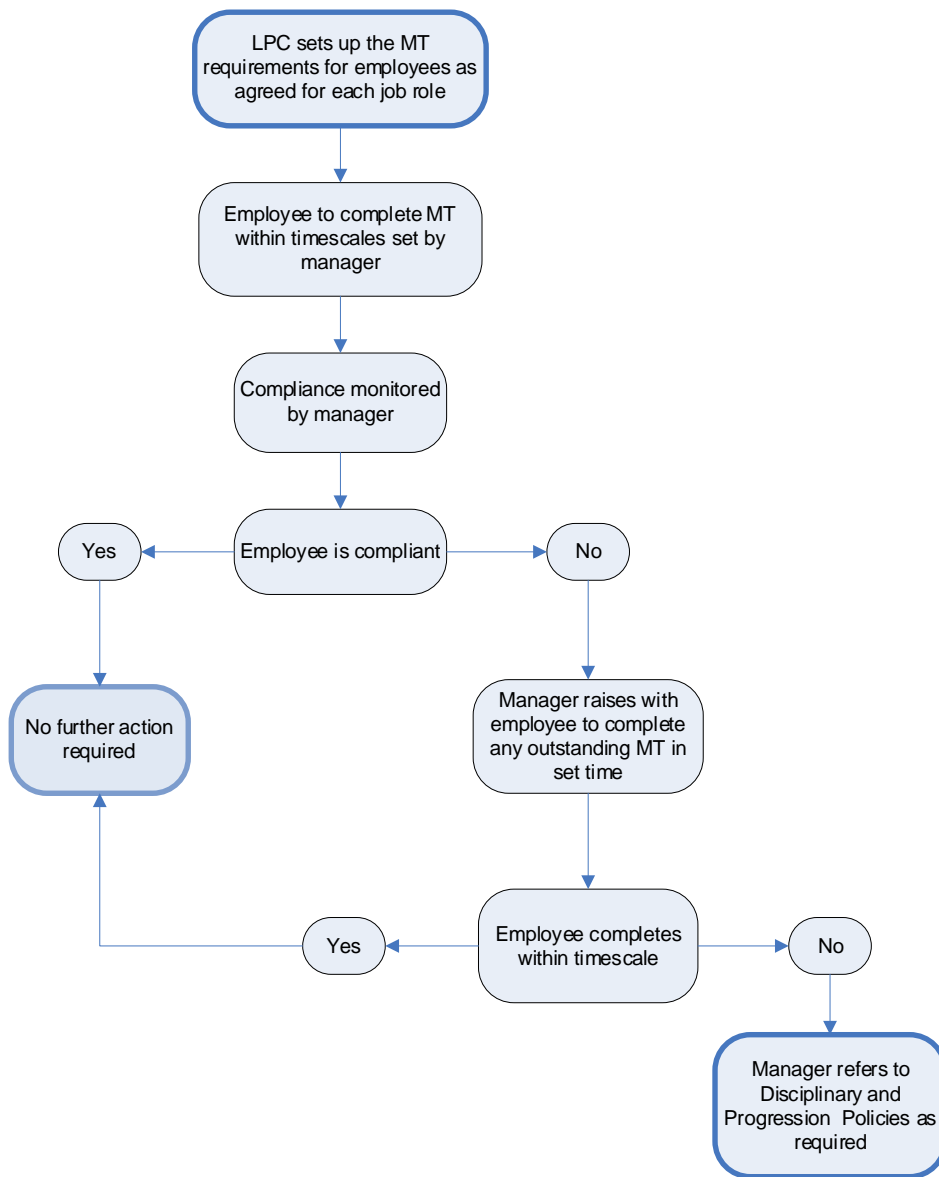 LPC sets up the MT
requirements for employees as
agreed for each job role
Employee to complete MT
within timescales set by
manager
Compliance monitored
by manager
Yes
Employee is compliant
No
No further action
required
Manager raises with
employee to complete
any outstanding MT in
set time
Yes
Employee completes
within timescale
No
Manager refers to
Disciplinary and
Progression Policies as
required